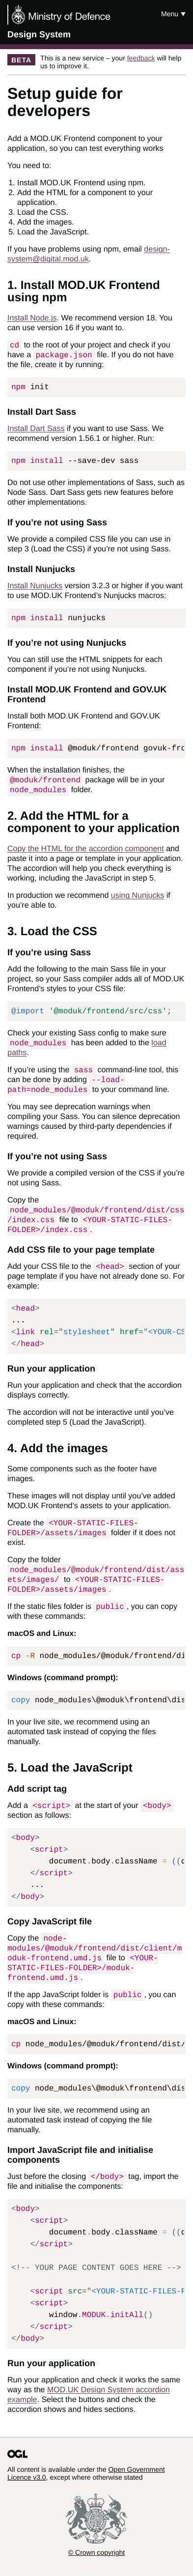 Ministry of Defence
Menu
Design System
BETA
This is a new service – your feedback will help
us to improve it.
Setup guide for
developers
Add a MOD.UK Frontend component to your
application, so you can test everything works
You need to:
1. Install MOD.UK Frontend using npm.
2. Add the HTML for a component to your
application.
3. Load the CSS.
4. Add the images.
5. Load the JavaScript.
If you have problems using npm, email design-
system@digital.mod.uk.
1. Install MOD.UK Frontend
using npm
Install Node.js. We recommend version 18. You
can use version 16 if you want to.
cd to the root of your project and check if you
have a package.json file. If you do not have
the file, create it by running:
npm init
Install Dart Sass
Install Dart Sass if you want to use Sass. We
recommend version 1.56.1 or higher. Run:
npm install --save-dev sass
Do not use other implementations of Sass, such as
Node Sass. Dart Sass gets new features before
other implementations.
If you’re not using Sass
We provide a compiled CSS file you can use in
step 3 (Load the CSS) if you’re not using Sass.
Install Nunjucks
Install Nunjucks version 3.2.3 or higher if you want
to use MOD.UK Frontend’s Nunjucks macros:
npm install nunjucks
If you’re not using Nunjucks
You can still use the HTML snippets for each
component if you’re not using Nunjucks.
Install MOD.UK Frontend and GOV.UK
Frontend
Install both MOD.UK Frontend and GOV.UK
Frontend:
npm install @moduk/frontend govuk-fro
When the installation finishes, the
@moduk/frontend package will be in your
node_modules folder.
2. Add the HTML for a
component to your application
Copy the HTML for the accordion component and
paste it into a page or template in your application.
The accordion will help you check everything is
working, including the JavaScript in step 5.
In production we recommend using Nunjucks if
you’re able to.
3. Load the CSS
If you’re using Sass
Add the following to the main Sass file in your
project, so your Sass compiler adds all of MOD.UK
Frontend’s styles to your CSS file:
@import '@moduk/frontend/src/css';
Check your existing Sass config to make sure
node_modules has been added to the load
paths.
If you’re using the sass command-line tool, this
can be done by adding --load-
path=node_modules to your command line.
You may see deprecation warnings when
compiling your Sass. You can silence deprecation
warnings caused by third-party dependencies if
required.
If you’re not using Sass
We provide a compiled version of the CSS if you’re
not using Sass.
Copy the
node_modules/@moduk/frontend/dist/css
/index.css file to <YOUR-STATIC-FILES-
FOLDER>/index.css .
Add CSS file to your page template
Add your CSS file to the <head> section of your
page template if you have not already done so. For
example:
<head>
...
<link rel="stylesheet" href="<YOUR-CS
</head>
Run your application
Run your application and check that the accordion
displays correctly.
The accordion will not be interactive until you’ve
completed step 5 (Load the JavaScript).
4. Add the images
Some components such as the footer have
images.
These images will not display until you’ve added
MOD.UK Frontend’s assets to your application.
Create the <YOUR-STATIC-FILES-
FOLDER>/assets/images folder if it does not
exist.
Copy the folder
node_modules/@moduk/frontend/dist/ass
ets/images/ to <YOUR-STATIC-FILES-
FOLDER>/assets/images .
If the static files folder is public , you can copy
with these commands:
macOS and Linux:
cp -R node_modules/@moduk/frontend/di
Windows (command prompt):
copy node_modules\@moduk\frontend\dis
In your live site, we recommend using an
automated task instead of copying the files
manually.
5. Load the JavaScript
Add script tag
Add a <script> at the start of your <body>
section as follows:
<body>
<script>
document.body.className = ((d
</script>
...
</body>
Copy JavaScript file
Copy the node-
modules/@moduk/frontend/dist/client/m
oduk-frontend.umd.js file to <YOUR-
STATIC-FILES-FOLDER>/moduk-
frontend.umd.js .
If the app JavaScript folder is public , you can
copy with these commands:
macOS and Linux:
cp node_modules/@moduk/frontend/dist/
Windows (command prompt):
copy node_modules\@moduk\frontend\dis
In your live site, we recommend using an
automated task instead of copying the file
manually.
Import JavaScript file and initialise
components
Just before the closing </body> tag, import the
file and initialise the components:
<body>
<script>
document.body.className = ((d
</script>
<!-- YOUR PAGE CONTENT GOES HERE -->
<script src="<YOUR-STATIC-FILES-F
<script>
window.MODUK.initAll()
</script>
</body>
Run your application
Run your application and check it works the same
way as the MOD.UK Design System accordion
example. Select the buttons and check the
accordion shows and hides sections.
OGL
All content is available under the Open Government
Licence v3.0, except where otherwise stated
© Crown copyright